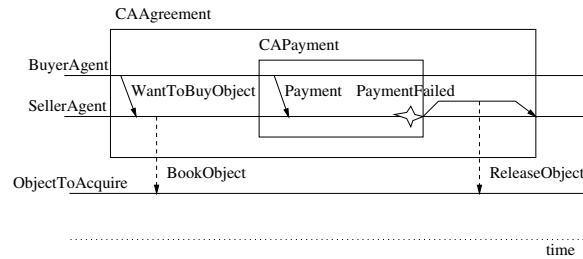 CAAgreement
CAPayment
BuyerAgent
WantToBuyObject
Payment
PaymentFailed
SellerAgent
BookObject
ReleaseObject
ObjectToAcquire
time